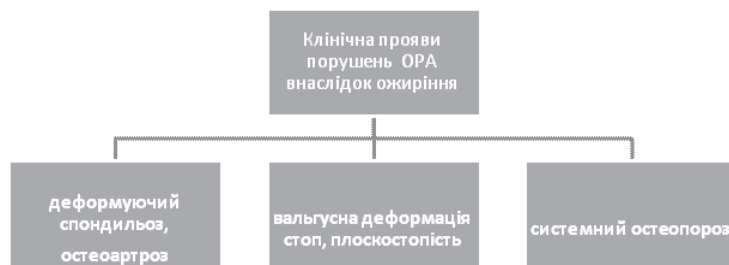 Клінічна прояви
порушень ОРА
внаслідок ожиріння
деформуючий
спондильоз,
остеоартроз
вальгусна деформація
стоп, плоскостопість
системний остеопороз